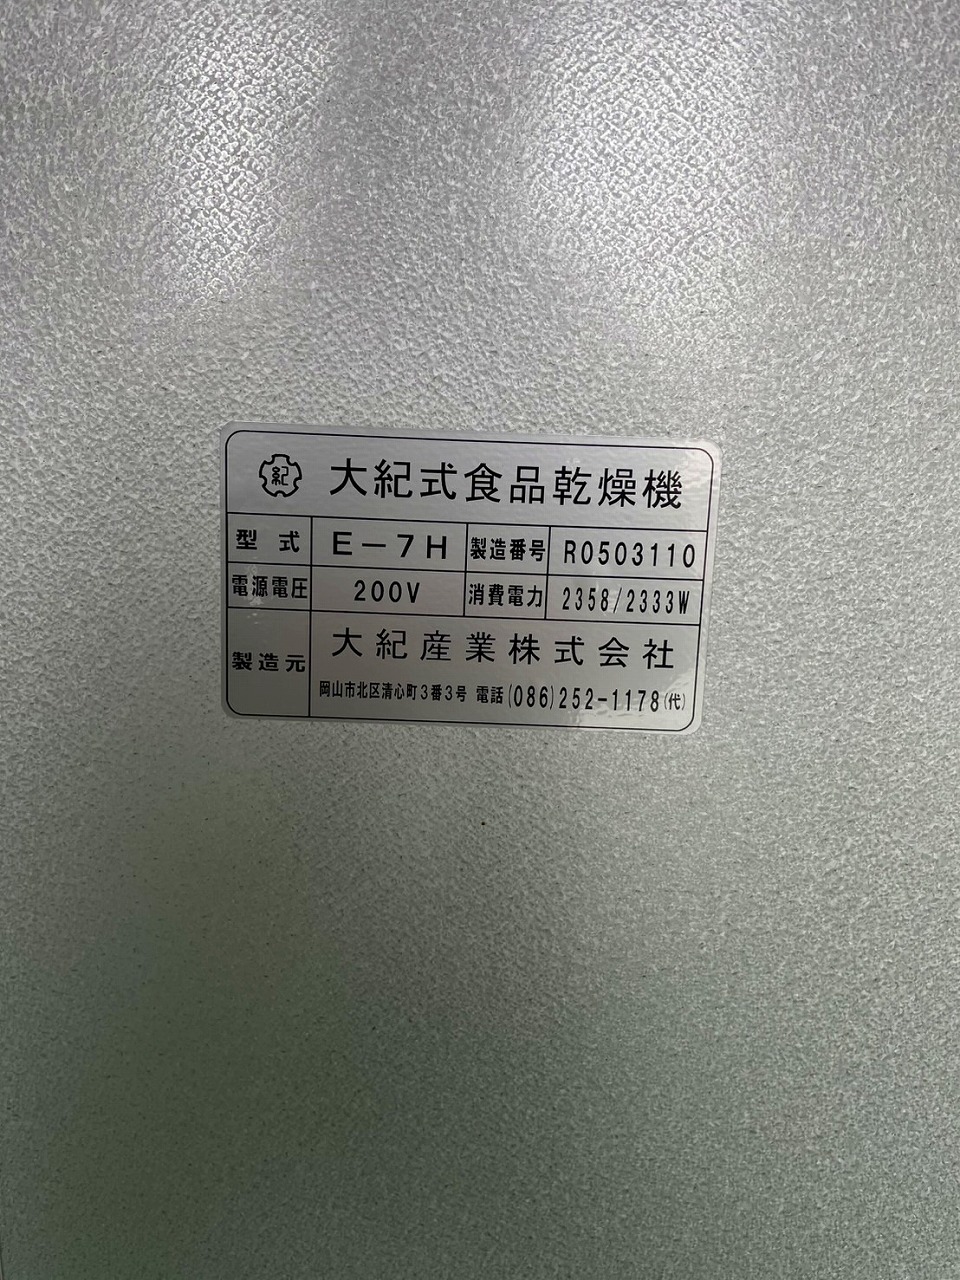 紀 大紀式食品乾燥機
型式 E-7H 製造番号 R0503110
電源電圧 200V 消費電力 2358/2333W
製造元 大紀産業株式会社
岡山市北区清心町3番3号 電話(086)252-1178(代)